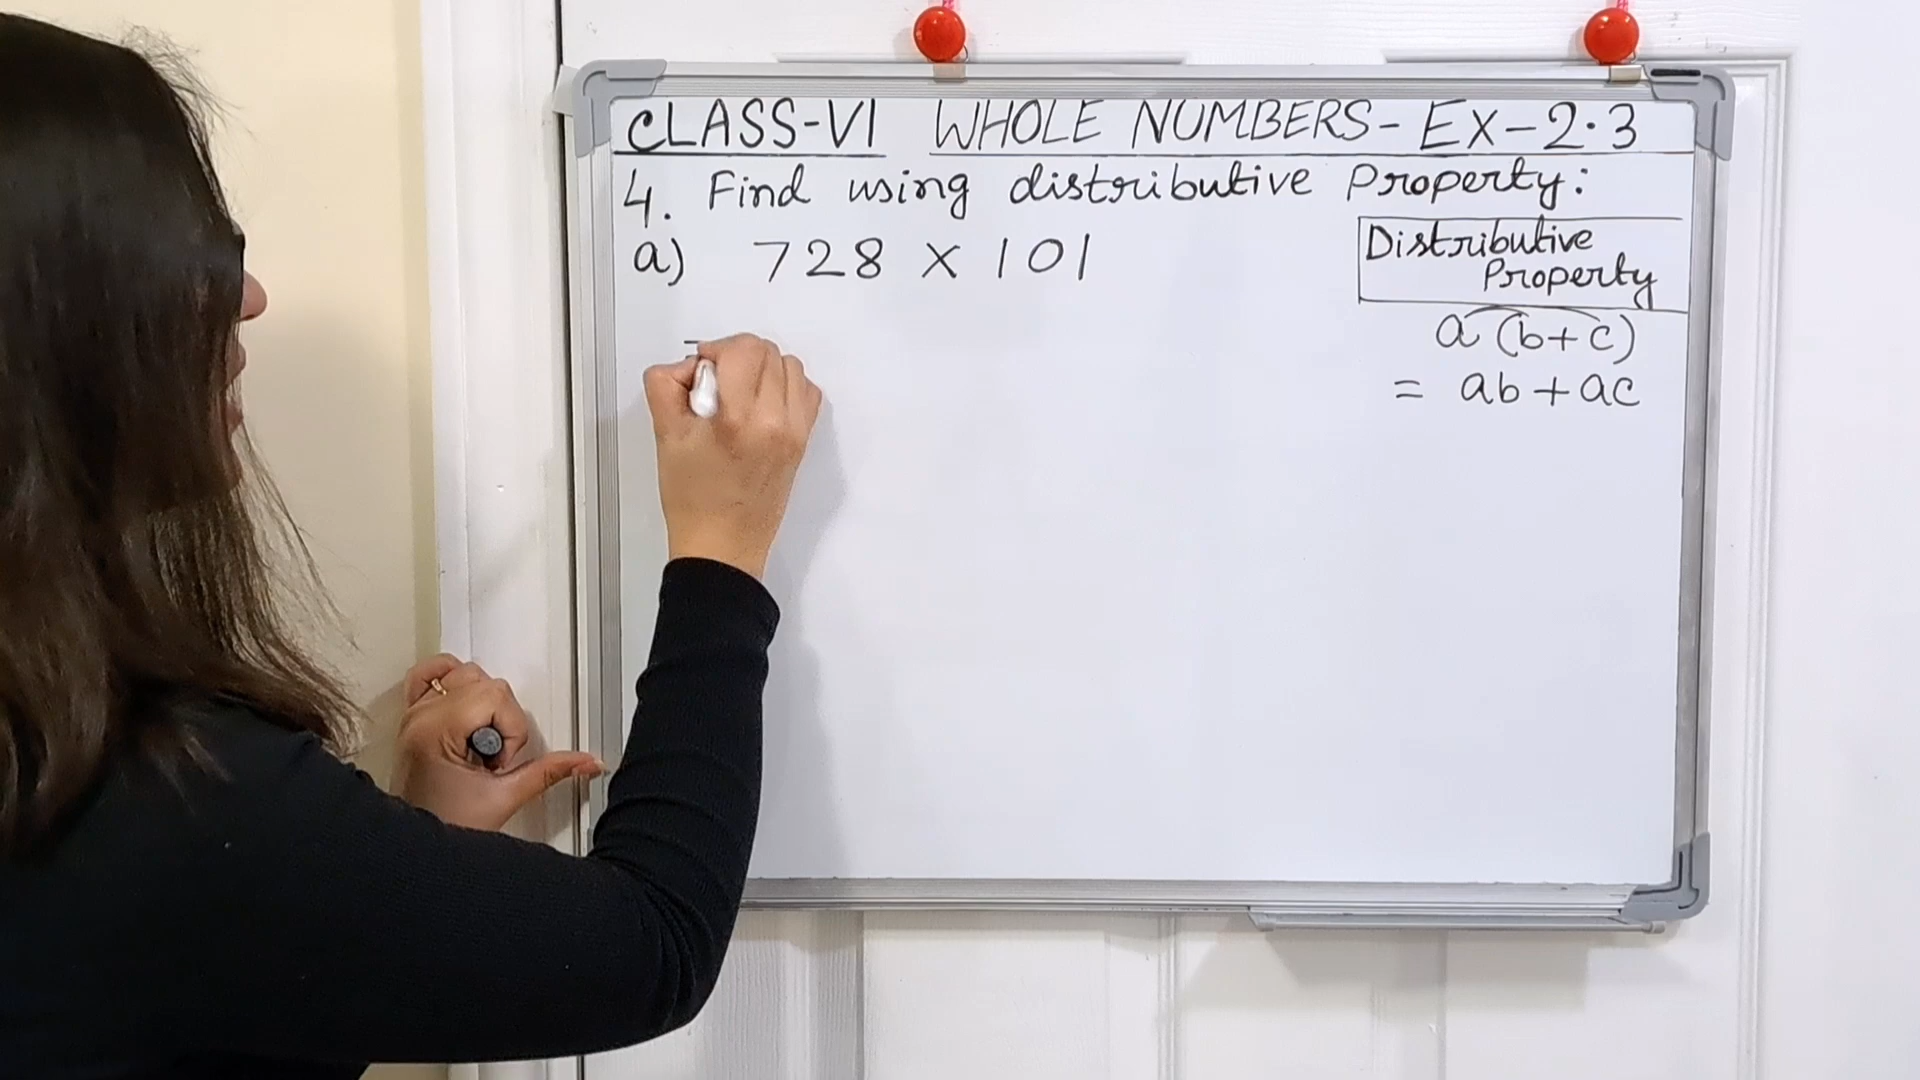 CLASS-VI WHOLE NUMBERS - EX-2.3
4. Find using distributive Property:
a) 728 × 101
=
Distributive
Property
a (b+c)
= ab + ac